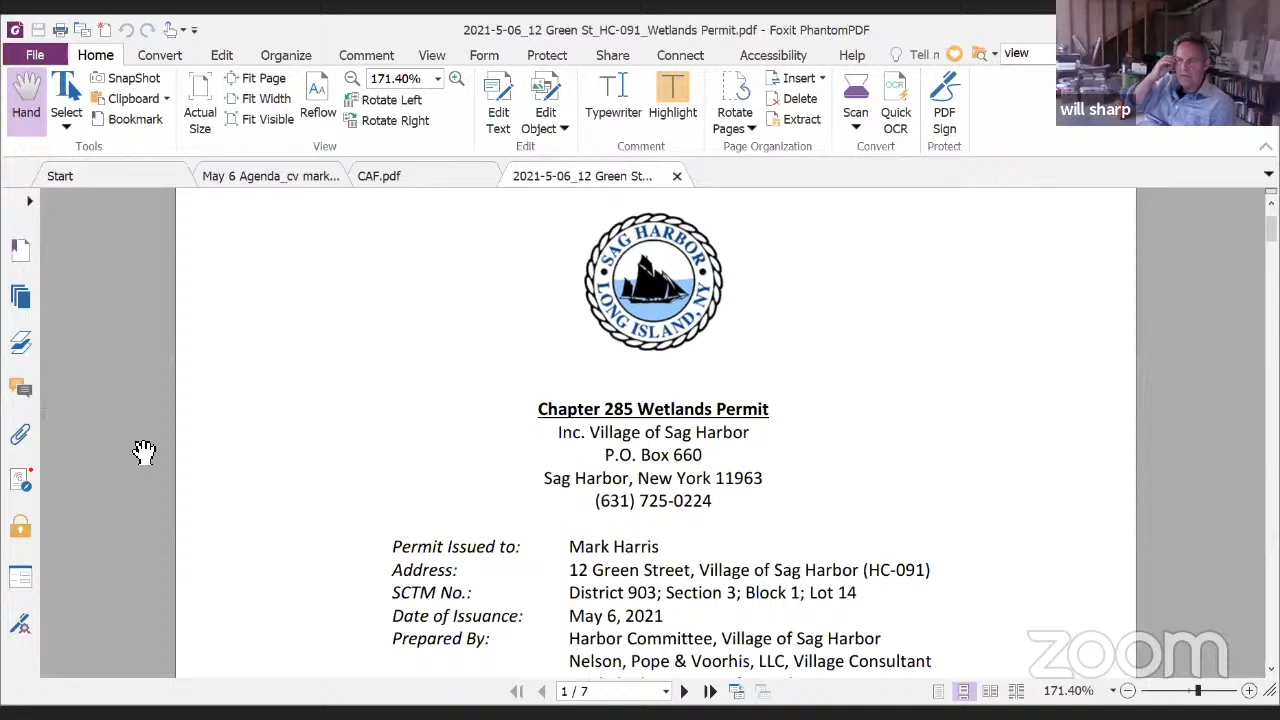 2021-5-06_12 Green St_HC-091_Wetlands Permit.pdf - Foxit PhantomPDF
File Home Convert Edit Organize Comment View Form Protect Share Connect Accessibility Help Tell n view
Hand
Select
SnapShot
Clipboard
Bookmark
Tools
Actual Size
Fit Page
Fit Width
Fit Visible
Reflow
171.40%
Rotate Left
Rotate Right
View
Edit Text
Edit Object
Edit
Typewriter
Highlight
Comment
Rotate Pages
Insert
Delete
Extract
Page Organization
Scan
Quick OCR
Convert
PDF Sign
Protect
will sharp
Start May 6 Agenda_cv mark... CAF.pdf 2021-5-06_12 Green St...
SAG HARBOR
LONG ISLAND, NY
Chapter 285 Wetlands Permit
Inc. Village of Sag Harbor
P.O. Box 660
Sag Harbor, New York 11963
(631) 725-0224
Permit Issued to: Mark Harris
Address: 12 Green Street, Village of Sag Harbor (HC-091)
SCTM No.: District 903; Section 3; Block 1; Lot 14
Date of Issuance: May 6, 2021
Prepared By: Harbor Committee, Village of Sag Harbor
Nelson, Pope & Voorhis, LLC, Village Consultant
zoom
1 / 7
171.40%